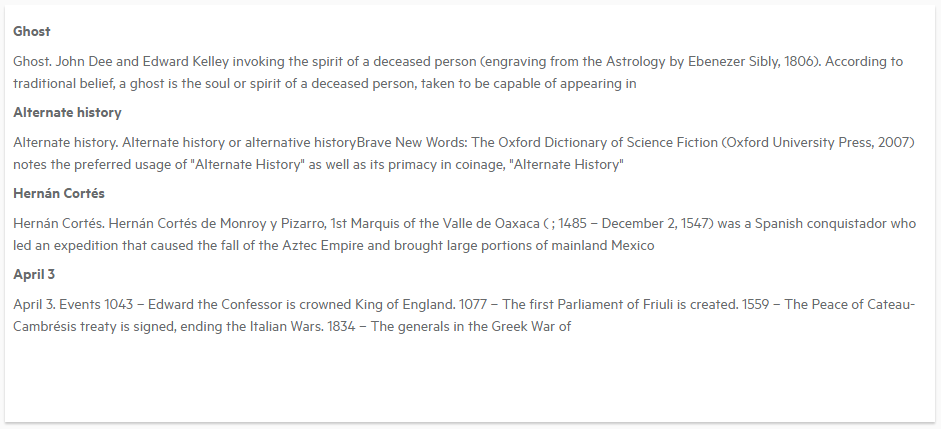 Ghost
Ghost. John Dee and Edward Kelley invoking the spirit of a deceased person (engraving from the Astrology by Ebenezer Sibly, 1806). According to
traditional belief, a ghost is the soul or spirit of a deceased person, taken to be capable of appearing in
Alternate history
Alternate history. Alternate history or alternative historyBrave New Words: The Oxford Dictionary of Science Fiction (Oxford University Press, 2007)
notes the preferred usage of "Alternate History" as well as its primacy in coinage, "Alternate History"
Hernán Cortés
Hernán Cortés. Hernán Cortés de Monroy y Pizarro, 1st Marquis of the Valle de Oaxaca ( ; 1485 – December 2, 1547) was a Spanish conquistador who
led an expedition that caused the fall of the Aztec Empire and brought large portions of mainland Mexico
April 3
April 3. Events 1043 – Edward the Confessor is crowned King of England. 1077 – The first Parliament of Friuli is created. 1559 – The Peace of Cateau-
Cambrésis treaty is signed, ending the Italian Wars. 1834 – The generals in the Greek War of